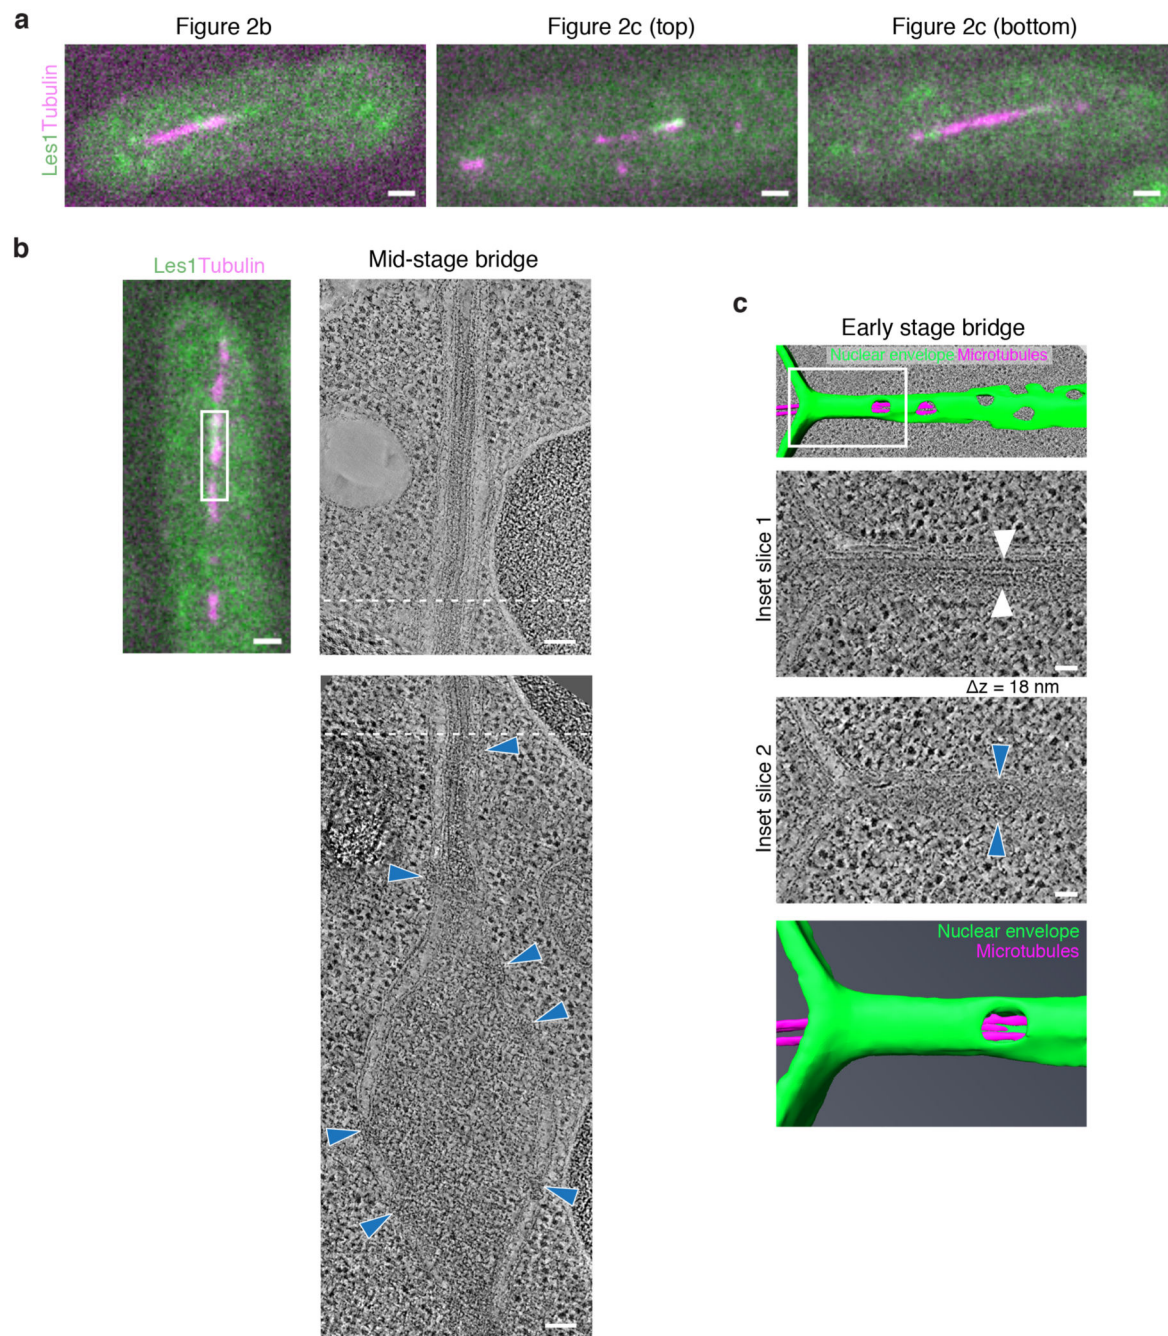 a
Figure 2b
Figure 2c (top)
Figure 2c (bottom)
Les1Tubulin
b
Les1Tubulin
Mid-stage bridge
c
Early stage bridge
Nuclear envelope Microtubules
Inset slice 1
Δz = 18 nm
Inset slice 2
Nuclear envelope
Microtubules